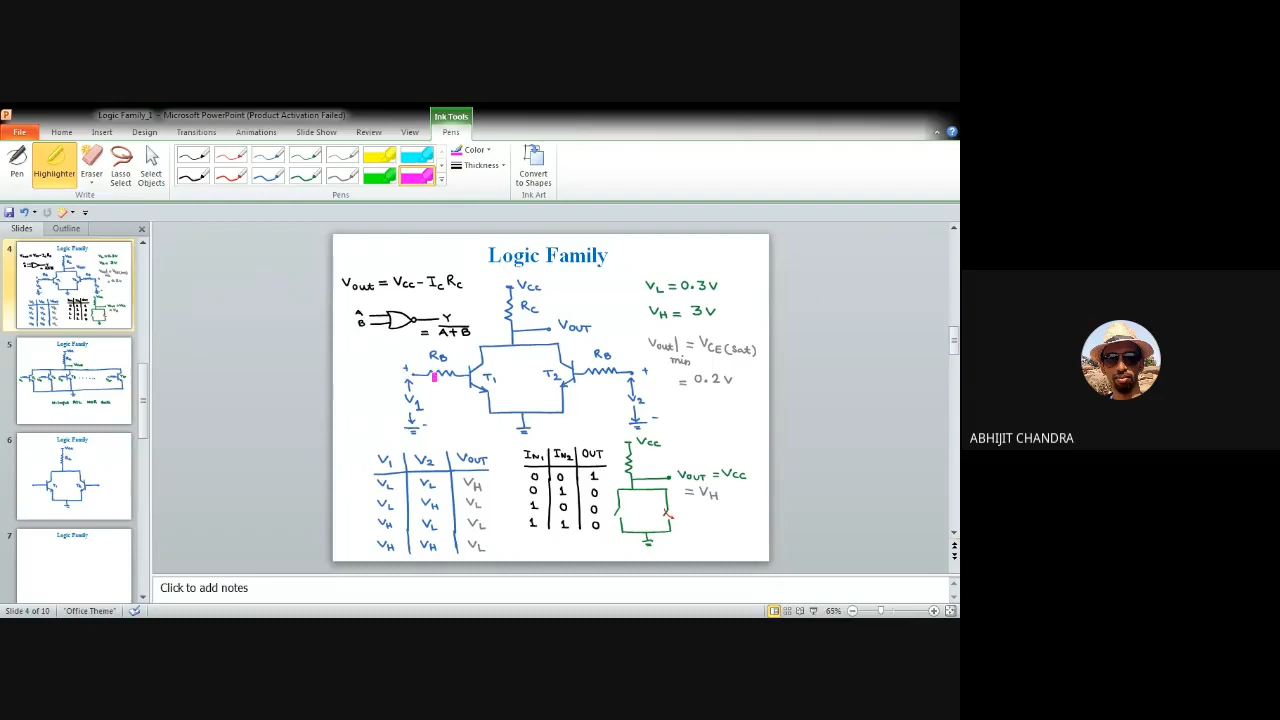 Logic Family_1 - Microsoft PowerPoint (Product Activation Failed)
Ink Tools
File Home Insert Design Transitions Animations Slide Show Review View Pens
Pen Highlighter Eraser Lasso Select Select Objects
Color
Thickness
Convert to Shapes
Write Pens Ink Art
Slides Outline
4
Logic Family
5
Logic Family
6
Logic Family
7
Logic Family
Logic Family
Vout = Vcc - Ic Rc
Vcc
Rc
VOUT
A
B
Y
= A+B
RB
T1
T2
RB
+
V1
-
+
V2
-
VL = 0.3V
VH = 3V
Vout|min = VCE(sat)
= 0.2V
V1 V2 VOUT
VL VL VH
VL VH VL
VH VL VL
VH VH VL
IN1 IN2 OUT
0 0 1
0 1 0
1 0 0
1 1 0
Vcc
VOUT = Vcc
= VH
Click to add notes
Slide 4 of 10 "Office Theme" 65%
ABHIJIT CHANDRA